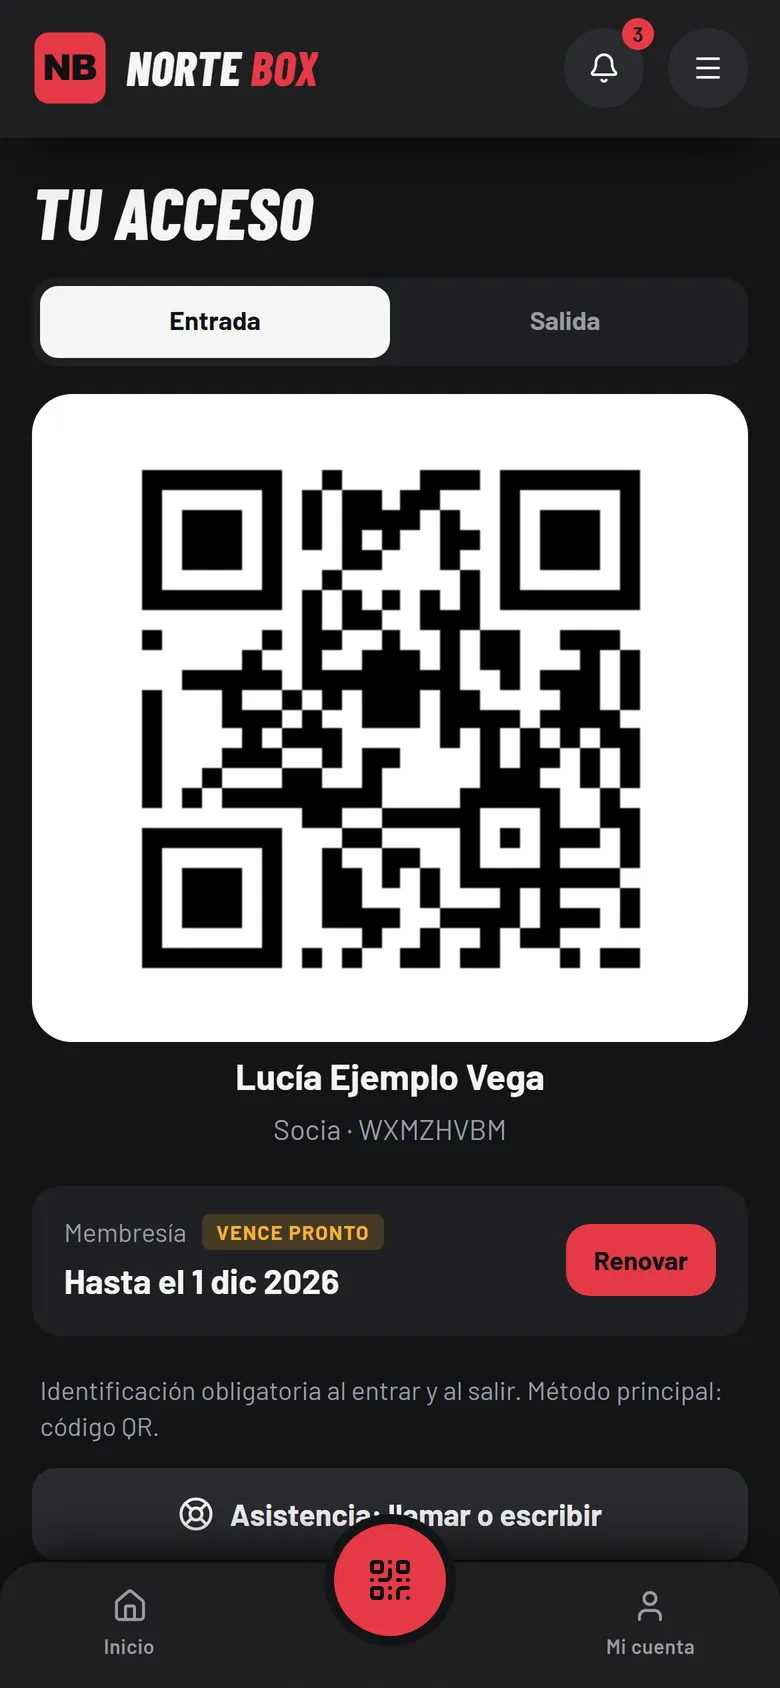 NB NORTE BOX
3
TU ACCESO
Entrada
Salida
Lucía Ejemplo Vega
Socia · WXMZHVBM
Membresía VENCE PRONTO
Hasta el 1 dic 2026
Renovar
Identificación obligatoria al entrar y al salir. Método principal:
código QR.
Asistencia: llamar o escribir
Inicio
Mi cuenta